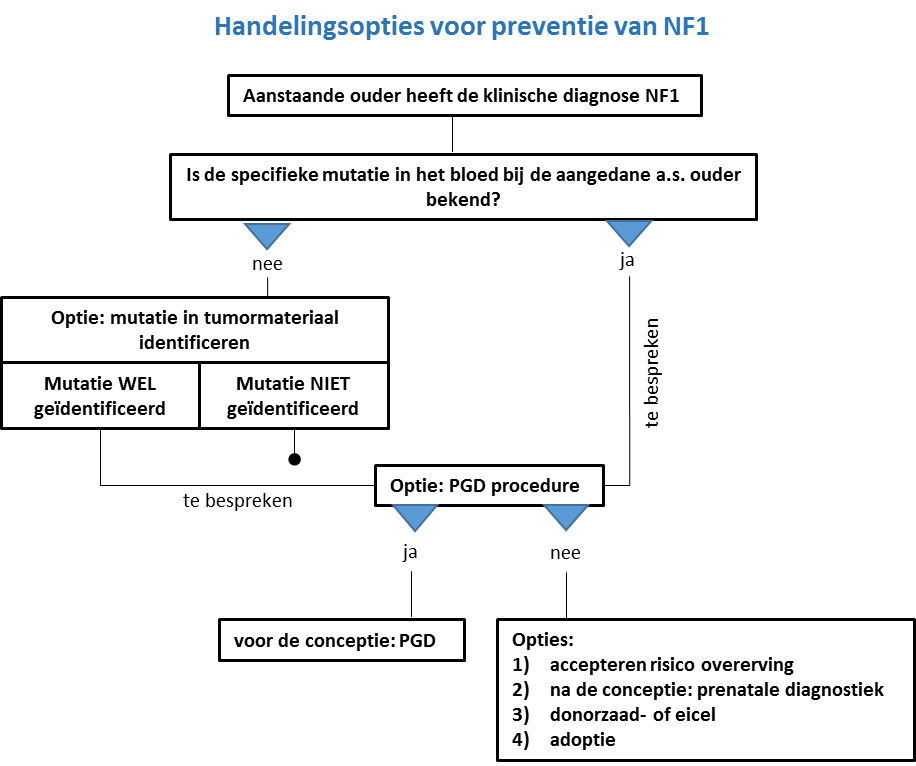 Handelingsopties voor preventie van NF1
Aanstaande ouder heeft de klinische diagnose NF1
Is de specifieke mutatie in het bloed bij de aangedane a.s. ouder
bekend?
nee
ja
Optie: mutatie in tumormateriaal
identificeren
Mutatie WEL
geïdentificeerd
Mutatie NIET
geïdentificeerd
te bespreken
te bespreken
Optie: PGD procedure
ja
nee
voor de conceptie: PGD
Opties:
1) accepteren risico overerving
2) na de conceptie: prenatale diagnostiek
3) donorzaad- of eicel
4) adoptie